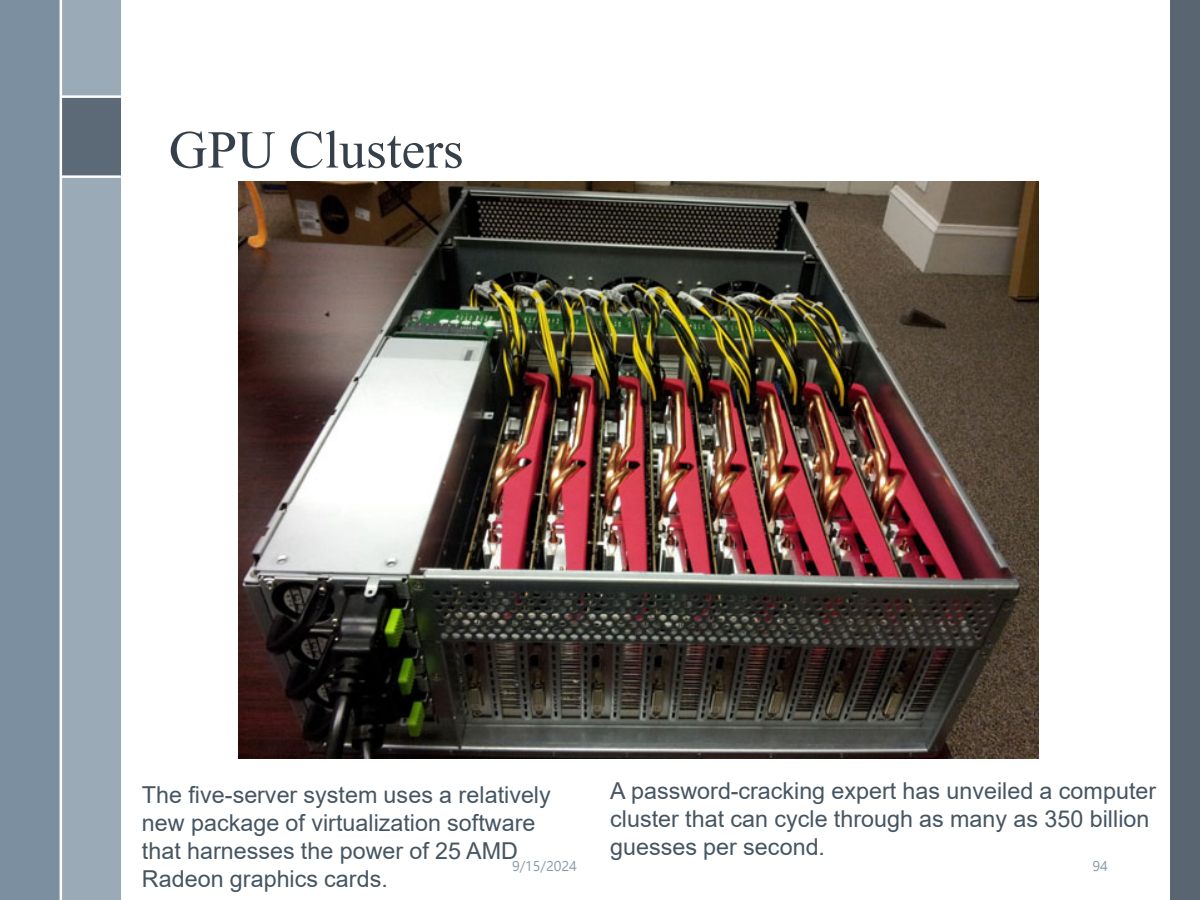 GPU Clusters
The five-server system uses a relatively
new package of virtualization software
that harnesses the power of 25 AMD
Radeon graphics cards.
A password-cracking expert has unveiled a computer
cluster that can cycle through as many as 350 billion
guesses per second.
9/15/2024
94